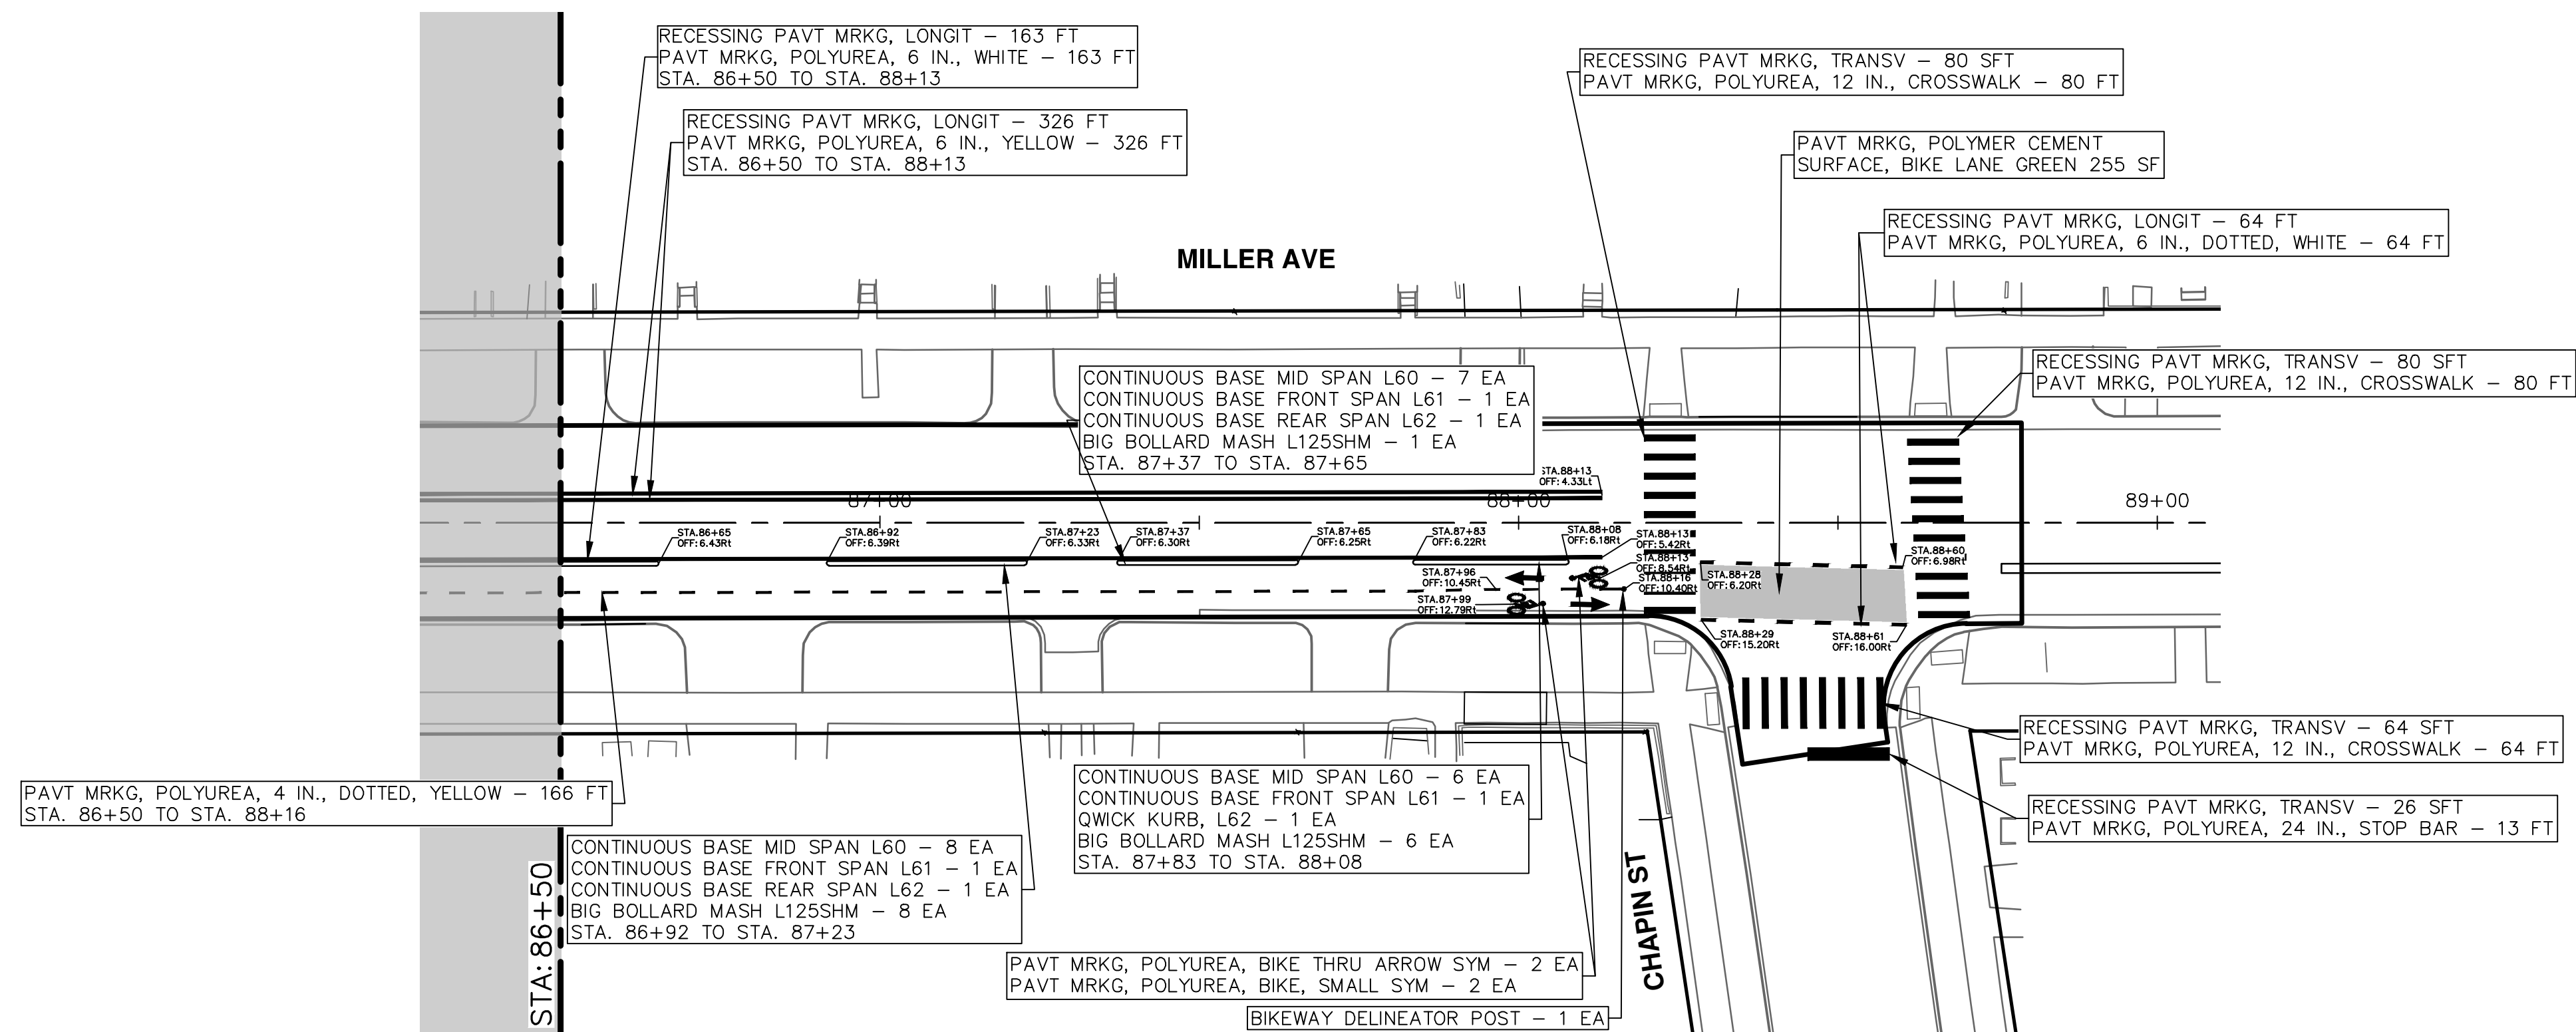 RECESSING PAVT MRKG, LONGIT – 163 FT
PAVT MRKG, POLYUREA, 6 IN., WHITE – 163 FT
STA. 86+50 TO STA. 88+13
RECESSING PAVT MRKG, LONGIT – 326 FT
PAVT MRKG, POLYUREA, 6 IN., YELLOW – 326 FT
STA. 86+50 TO STA. 88+13
RECESSING PAVT MRKG, TRANSV – 80 SFT
PAVT MRKG, POLYUREA, 12 IN., CROSSWALK – 80 FT
PAVT MRKG, POLYMER CEMENT
SURFACE, BIKE LANE GREEN 255 SF
RECESSING PAVT MRKG, LONGIT – 64 FT
PAVT MRKG, POLYUREA, 6 IN., DOTTED, WHITE – 64 FT
MILLER AVE
RECESSING PAVT MRKG, TRANSV – 80 SFT
PAVT MRKG, POLYUREA, 12 IN., CROSSWALK – 80 FT
CONTINUOUS BASE MID SPAN L60 – 7 EA
CONTINUOUS BASE FRONT SPAN L61 – 1 EA
CONTINUOUS BASE REAR SPAN L62 – 1 EA
BIG BOLLARD MASH L125SHM – 1 EA
STA. 87+37 TO STA. 87+65
STA.88+13
OFF: 4.33Lt
87+00
88+00
89+00
STA.86+65
OFF: 6.43Rt
STA.86+92
OFF: 6.39Rt
STA.87+23
OFF: 6.33Rt
STA.87+37
OFF: 6.30Rt
STA.87+65
OFF: 6.25Rt
STA.87+83
OFF: 6.22Rt
STA.88+08
OFF: 6.18Rt
STA.88+13
OFF: 5.42Rt
STA.88+13
OFF: 8.54Rt
STA.88+16
OFF:10.40Rt
STA.87+96
OFF: 10.45Rt
STA.87+99
OFF: 12.79Rt
STA.88+28
OFF: 6.20Rt
STA.88+60
OFF: 6.98Rt
STA.88+29
OFF: 15.20Rt
STA.88+61
OFF: 16.00Rt
RECESSING PAVT MRKG, TRANSV – 64 SFT
PAVT MRKG, POLYUREA, 12 IN., CROSSWALK – 64 FT
RECESSING PAVT MRKG, TRANSV – 26 SFT
PAVT MRKG, POLYUREA, 24 IN., STOP BAR – 13 FT
PAVT MRKG, POLYUREA, 4 IN., DOTTED, YELLOW – 166 FT
STA. 86+50 TO STA. 88+16
CONTINUOUS BASE MID SPAN L60 – 6 EA
CONTINUOUS BASE FRONT SPAN L61 – 1 EA
QWICK KURB, L62 – 1 EA
BIG BOLLARD MASH L125SHM – 6 EA
STA. 87+83 TO STA. 88+08
CONTINUOUS BASE MID SPAN L60 – 8 EA
CONTINUOUS BASE FRONT SPAN L61 – 1 EA
CONTINUOUS BASE REAR SPAN L62 – 1 EA
BIG BOLLARD MASH L125SHM – 8 EA
STA. 86+92 TO STA. 87+23
STA:86+50
CHAPIN ST
PAVT MRKG, POLYUREA, BIKE THRU ARROW SYM – 2 EA
PAVT MRKG, POLYUREA, BIKE, SMALL SYM – 2 EA
BIKEWAY DELINEATOR POST – 1 EA